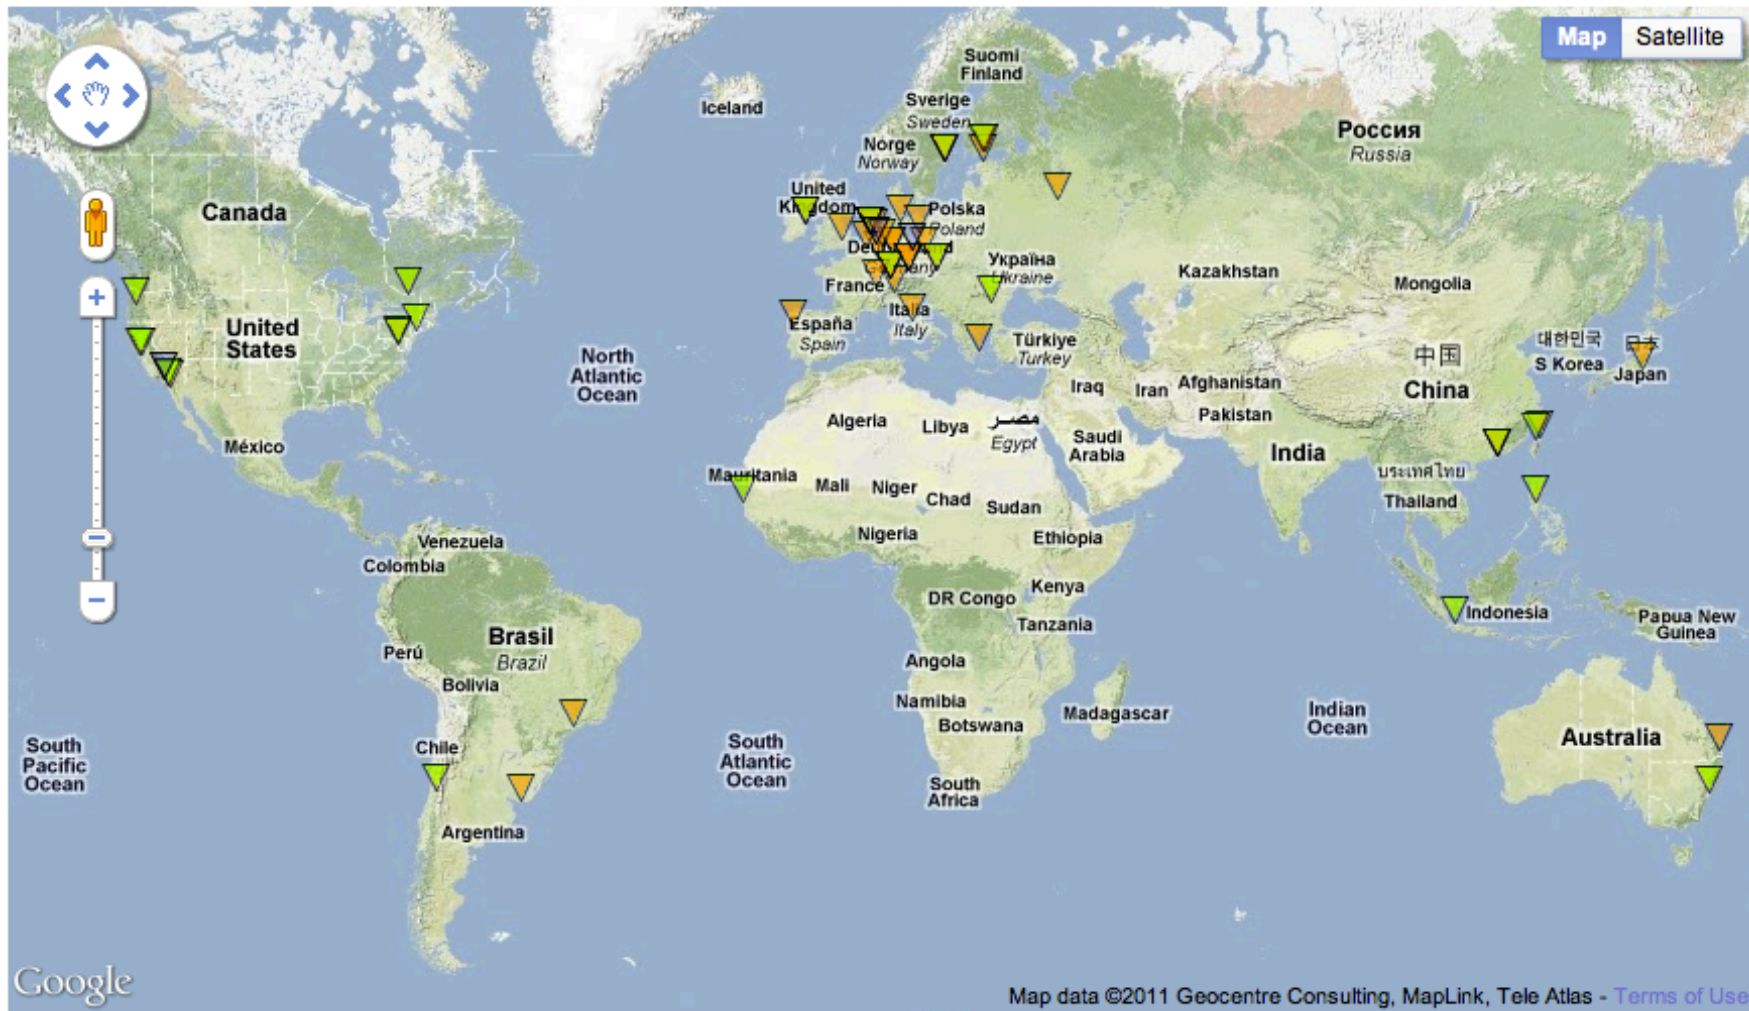 Map
Satellite
Suomi
Finland
Iceland
Sverige
Sweden
Norge
Norway
Россия
Russia
Canada
United
Kingdom
Polska
Poland
Україна
Ukraine
Germany
France
Kazakhstan
Mongolia
United
States
España
Spain
Italia
Italy
Türkiye
Turkey
대한민국
S Korea
日本
Japan
中国
China
North
Atlantic
Ocean
Iraq
Iran
Afghanistan
Pakistan
México
Algeria
Libya
مصر
Egypt
Saudi
Arabia
India
ประเทศไทย
Thailand
Mauritania
Mali
Niger
Chad
Sudan
Nigeria
Ethiopia
Venezuela
Colombia
DR Congo
Kenya
Tanzania
Indonesia
Papua New
Guinea
Brasil
Brazil
Perú
Bolivia
Angola
Namibia
Botswana
Madagascar
Indian
Ocean
South
Pacific
Ocean
Chile
South
Atlantic
Ocean
Australia
South
Africa
Argentina
Google
Map data ©2011 Geocentre Consulting, MapLink, Tele Atlas - Terms of Use